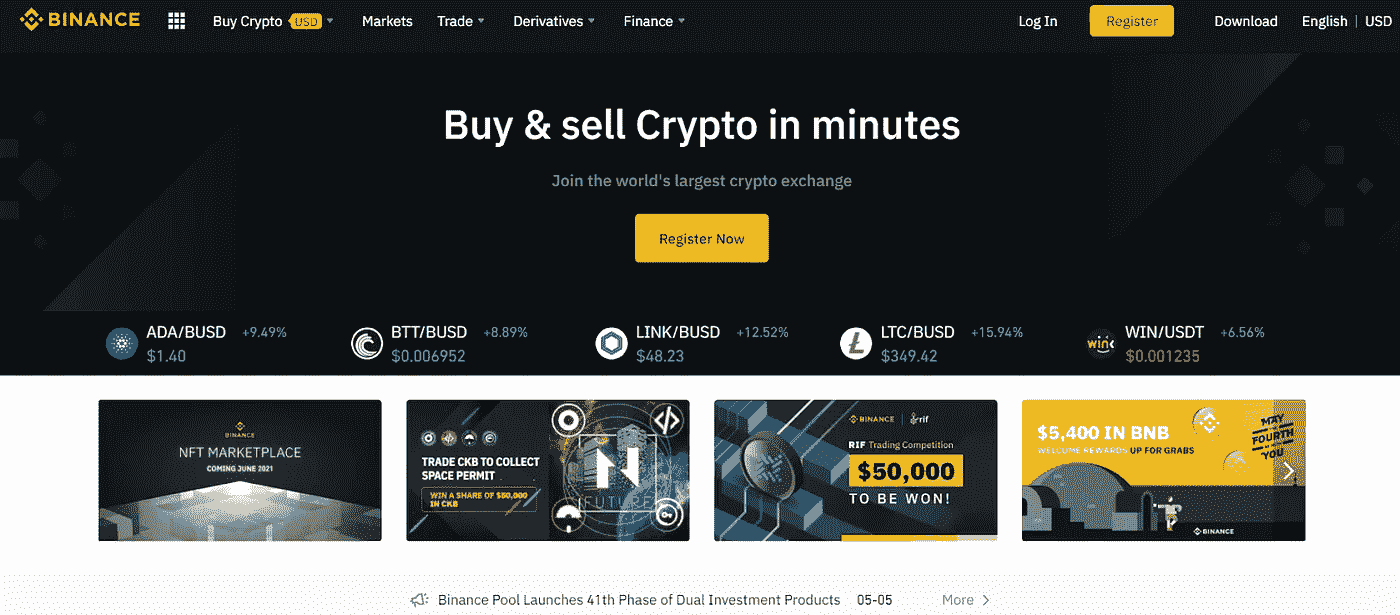 BINANCE
Buy Crypto USD Markets Trade Derivatives Finance Log In Register Download English | USD
Buy & sell Crypto in minutes
Join the world's largest crypto exchange
Register Now
ADA/BUSD +9.49%
$1.40
BTT/BUSD +8.89%
$0.006952
LINK/BUSD +12.52%
$48.23
LTC/BUSD +15.94%
$349.42
WIN/USDT +6.56%
$0.001235
WINk
BINANCE
NFT MARKETPLACE
COMING JUNE 2021
TRADE CKB TO COLLECT
SPACE PERMIT
WIN A SHARE OF $50,000
IN CKB
N
FUTURE
BINANCE | rif
RIF Trading Competition
$50,000
TO BE WON!
$5,400 IN BNB
WELCOME REWARDS UP FOR GRABS
MAY
FOURTH
YOU
BINANCE
Binance Pool Launches 41th Phase of Dual Investment Products 05-05 More